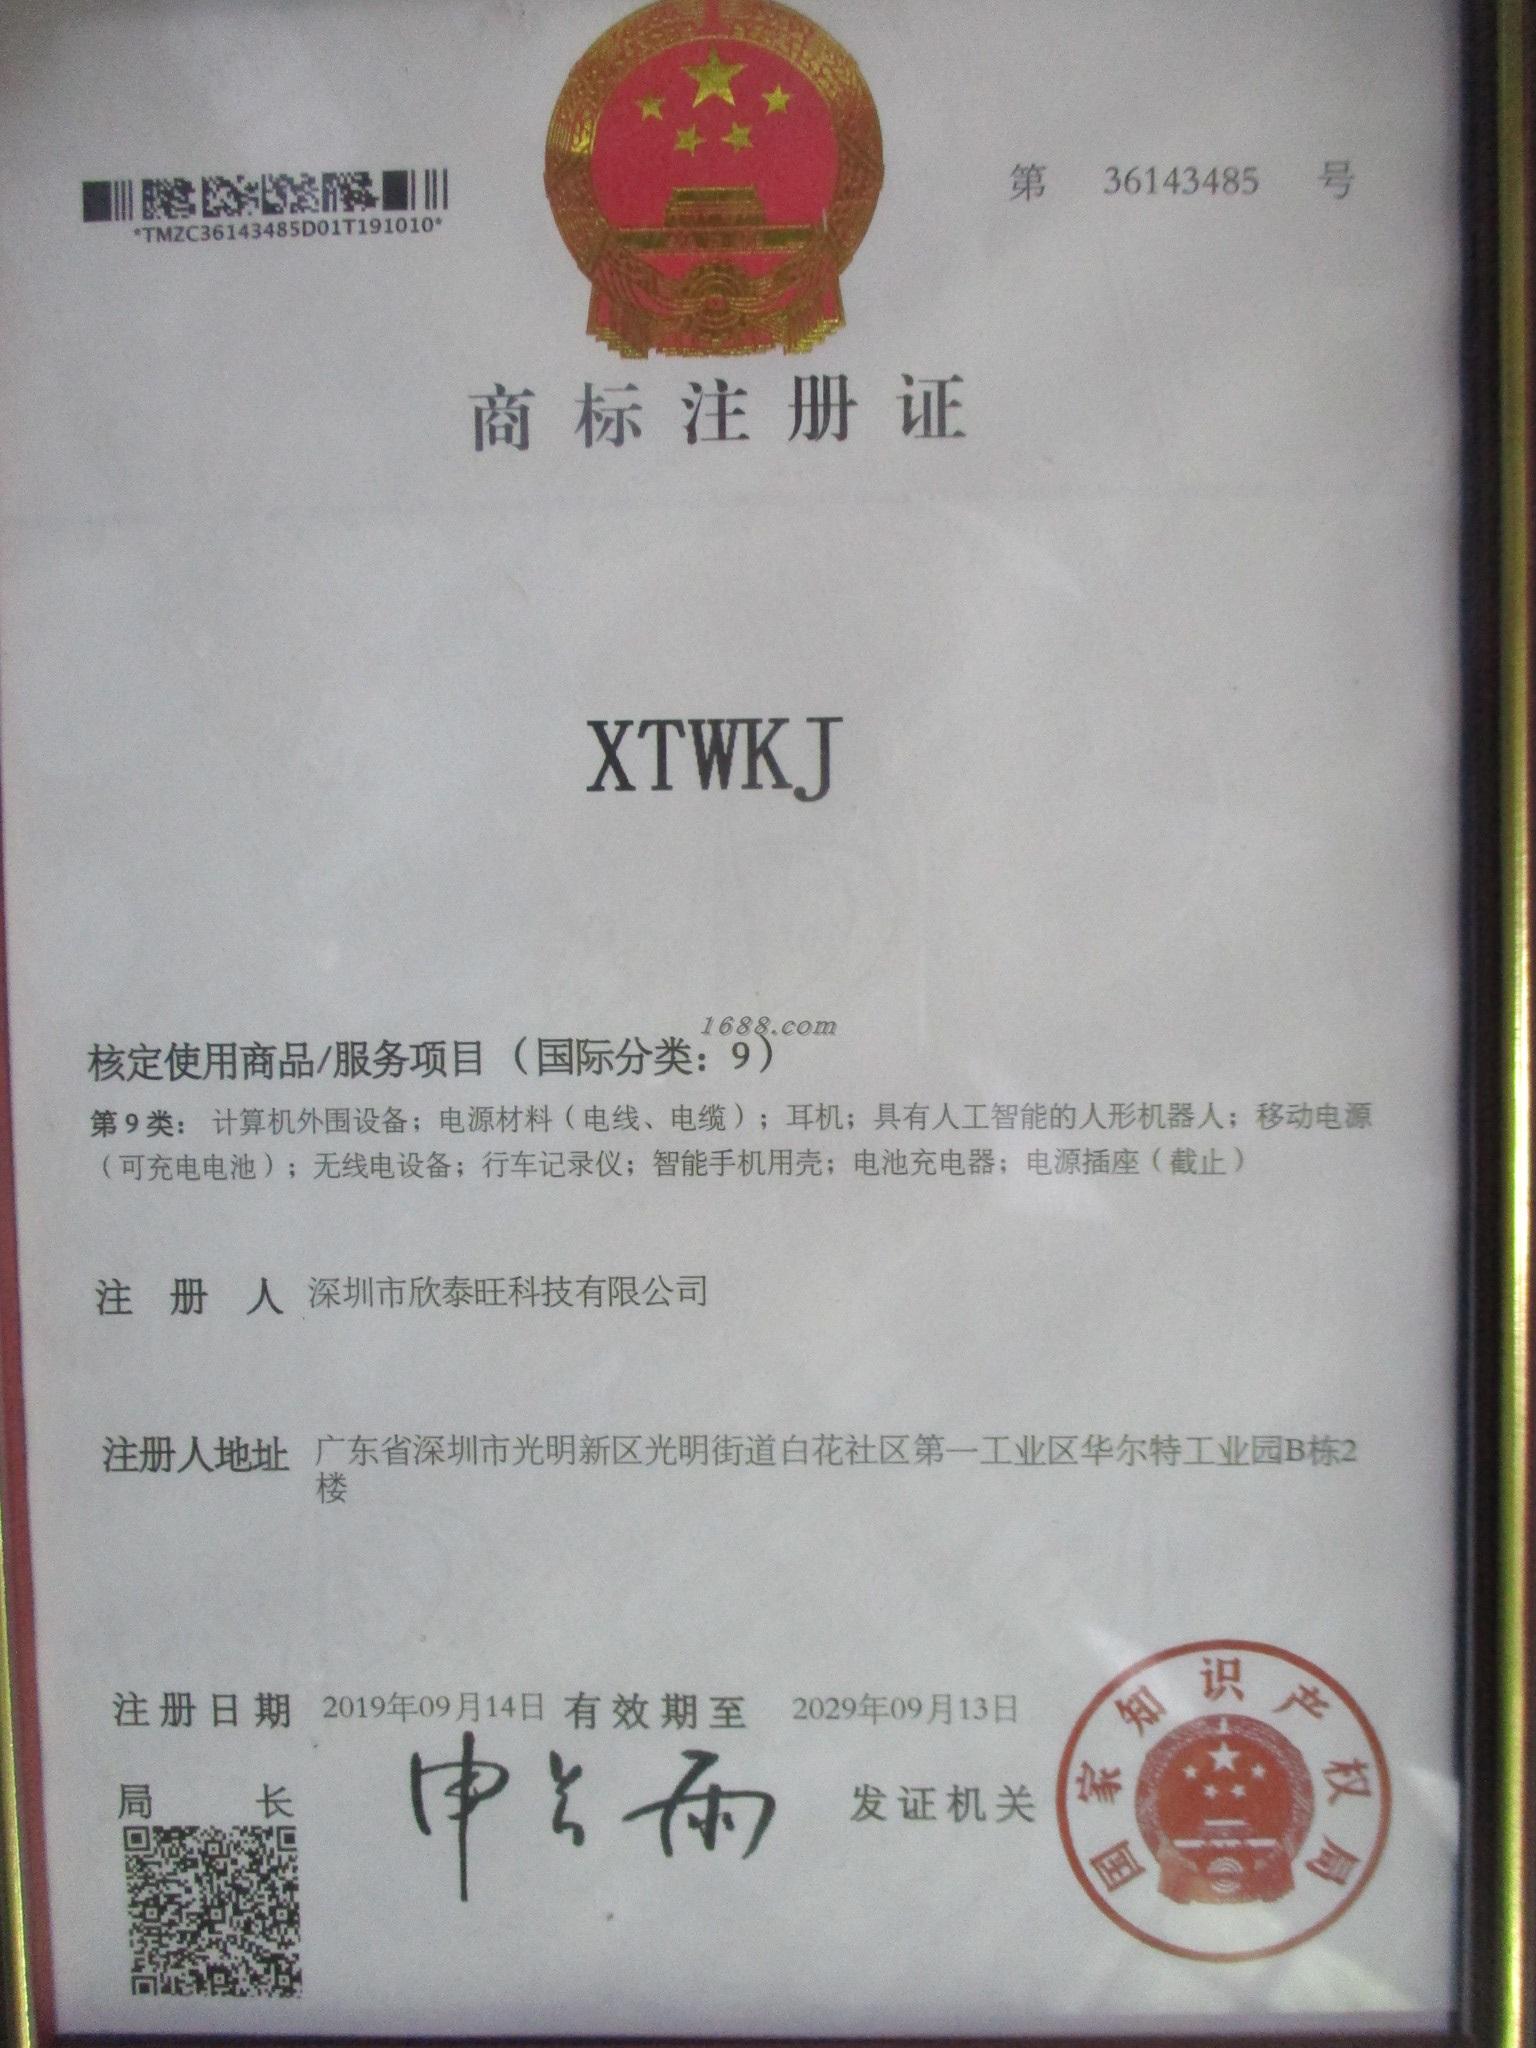 第 36143485 号
*TMZC36143485D01T191010*
商标注册证
XTWKJ
1688.com
核定使用商品/服务项目（国际分类：9）
第9类： 计算机外围设备；电源材料（电线、电缆）；耳机；具有人工智能的人形机器人；移动电源
（可充电电池）；无线电设备；行车记录仪；智能手机用壳；电池充电器；电源插座（截止）
注册人 深圳市欣泰旺科技有限公司
注册人地址 广东省深圳市光明新区光明街道白花社区第一工业区华尔特工业园B栋2
楼
注册日期 2019年09月14日 有效期至 2029年09月13日
局长 申长雨 发证机关
国家知识产权局